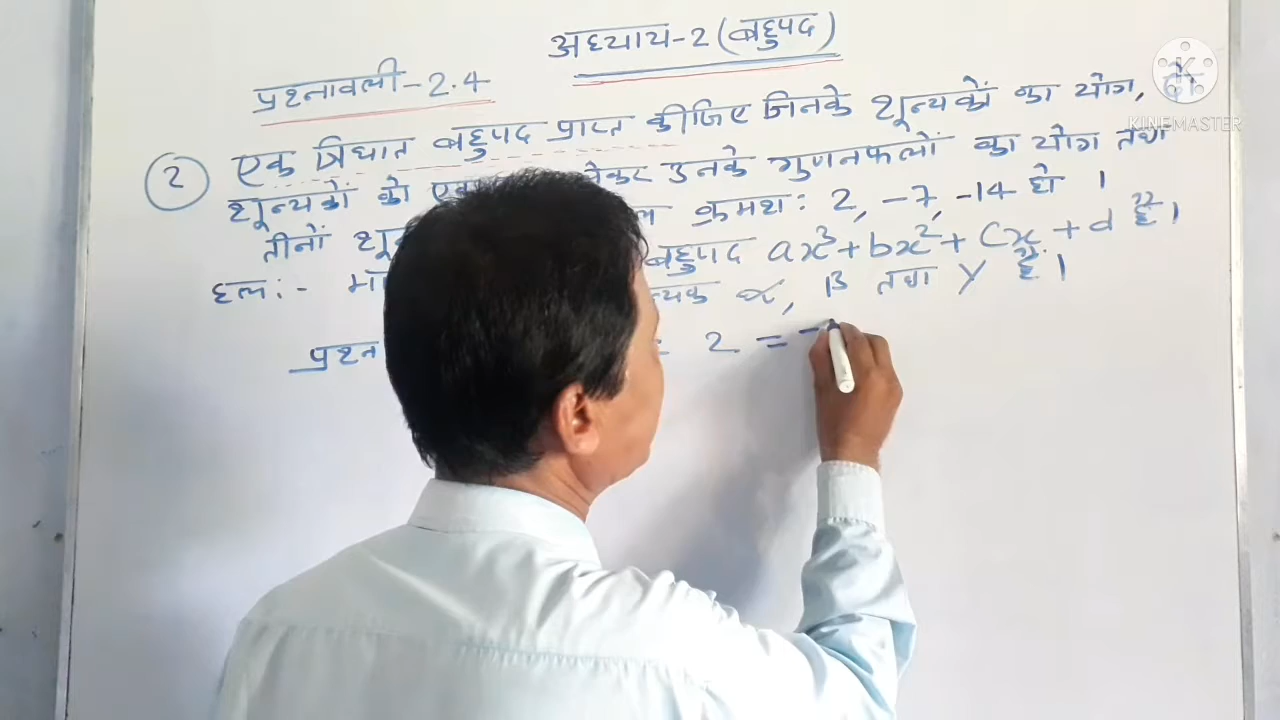 अध्याय-2 (बहुपद)
प्रश्नावली-2.4
K
KINEMASTER
2 एक त्रिघात बहुपद प्राप्त कीजिए जिनके शून्यकों का योग,
शून्यकों को लेकर उनके गुणनफलों का योग तथा
तीनों क्रमश: 2, -7, -14 हो ।
हल:- बहुपद ax³+bx²+cx+d है।
α, β तथा γ है।
प्रश्न = 2 = -